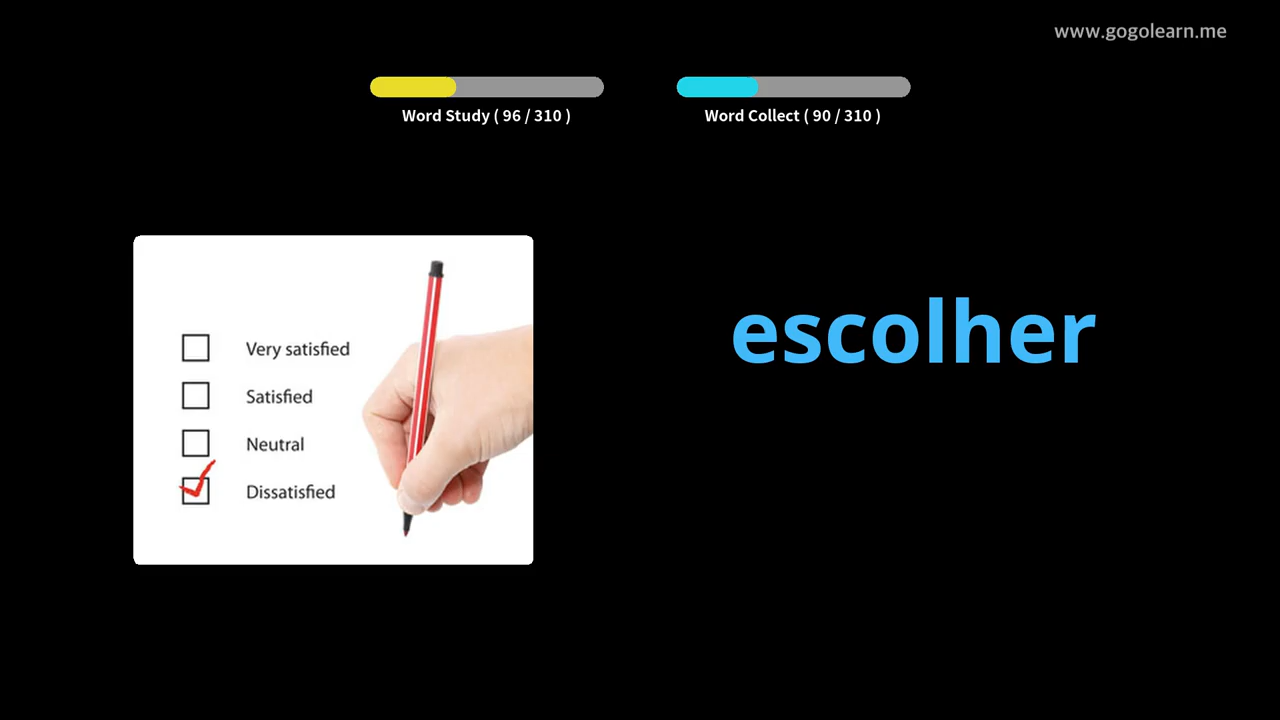 www.gogolearn.me
Word Study ( 96 / 310 )
Word Collect ( 90 / 310 )
Very satisfied
Satisfied
Neutral
Dissatisfied
escolher